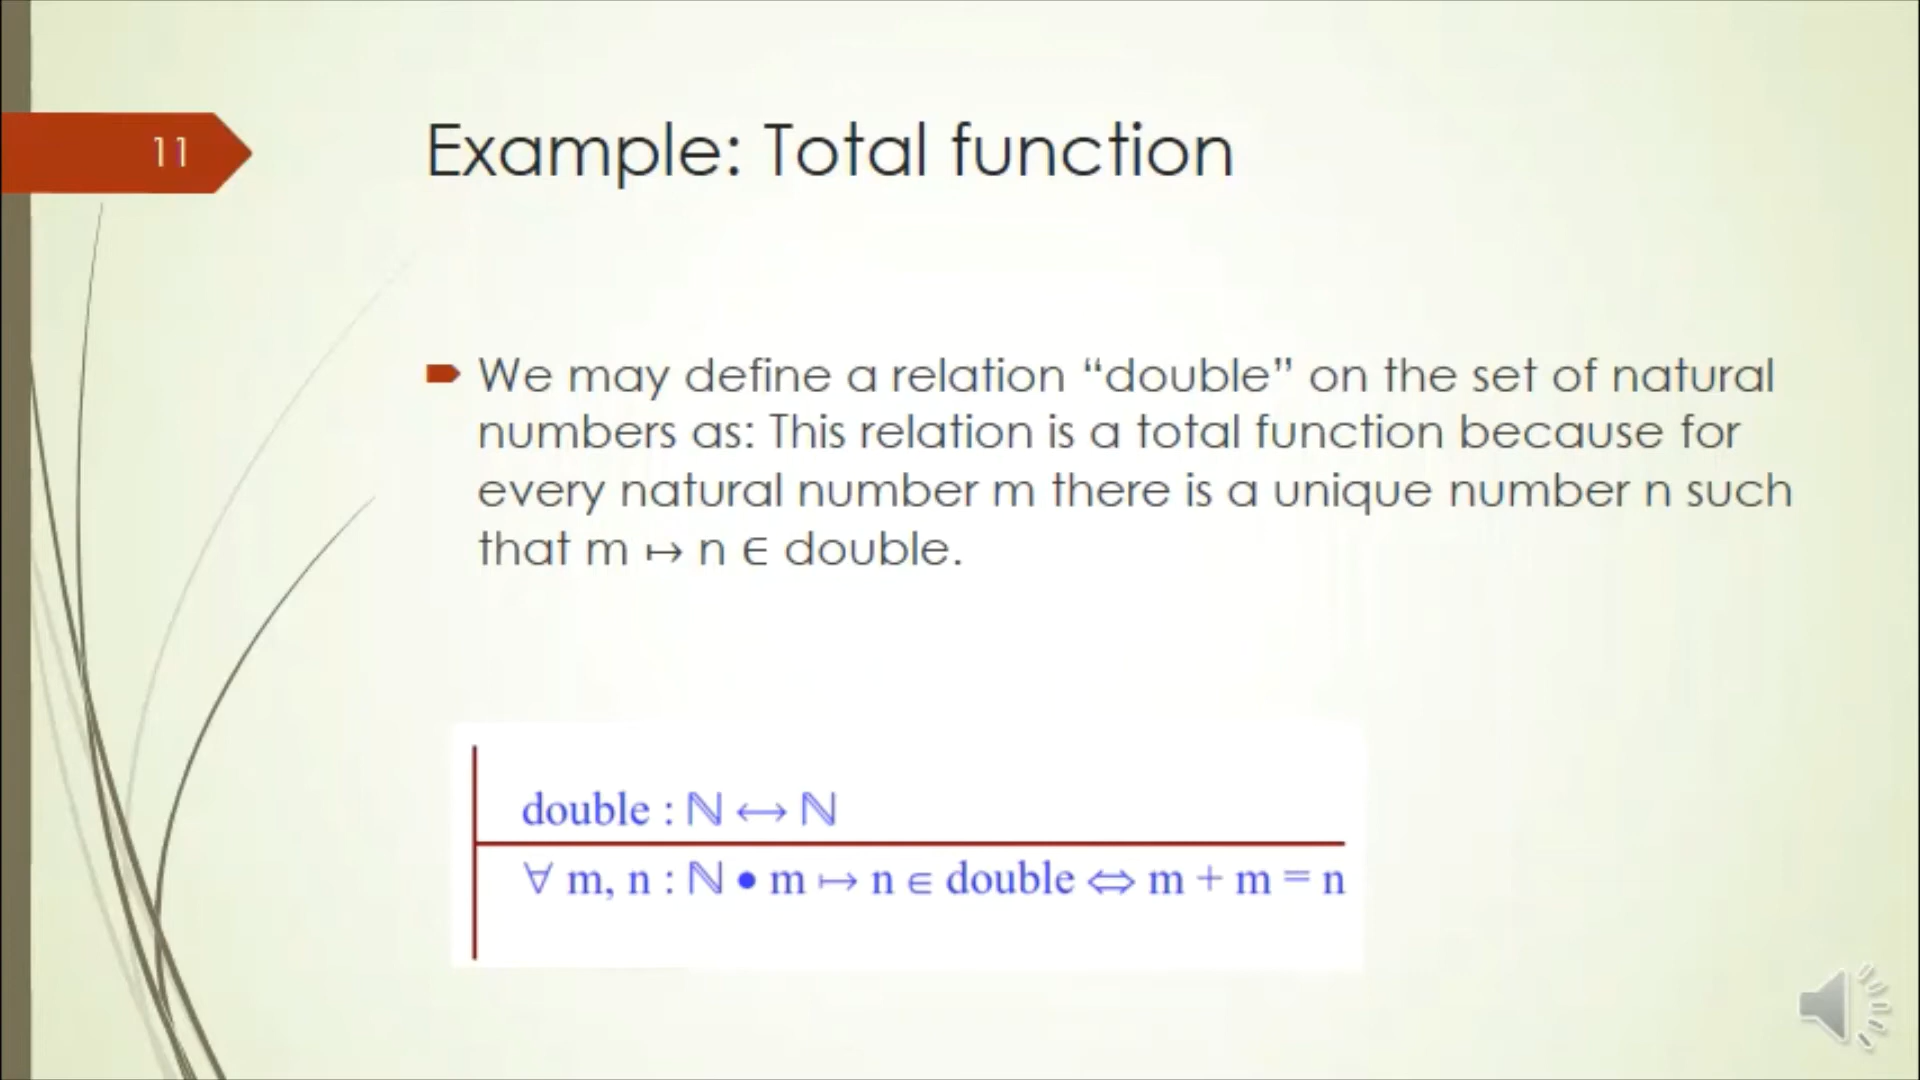 11
Example: Total function
We may define a relation “double” on the set of natural
numbers as: This relation is a total function because for
every natural number m there is a unique number n such
that m ↦ n ∈ double.
double : ℕ ↔ ℕ
∀ m, n : ℕ • m ↦ n ∈ double ⇔ m + m = n